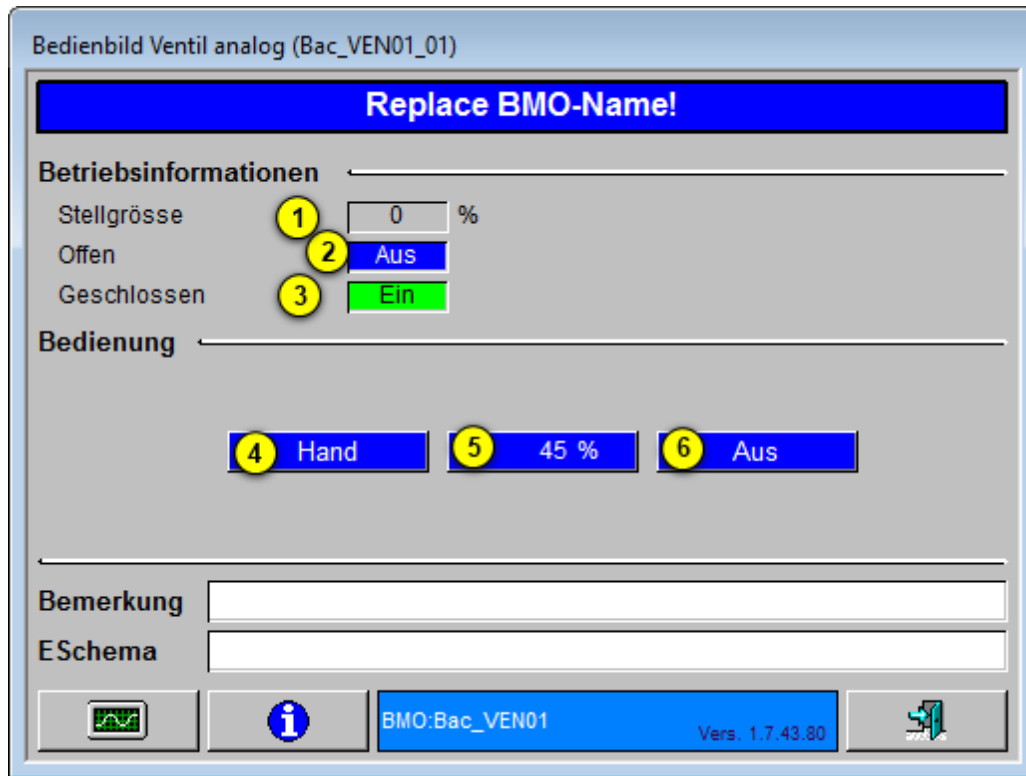 Bedienbild Ventil analog (Bac_VEN01_01)
Replace BMO-Name!
Betriebsinformationen
Stellgrösse 1 0 %
Offen 2 Aus
Geschlossen 3 Ein
Bedienung
4 Hand 5 45 % 6 Aus
Bemerkung
ESchema
i BMO:Bac_VEN01 Vers. 1.7.43.80